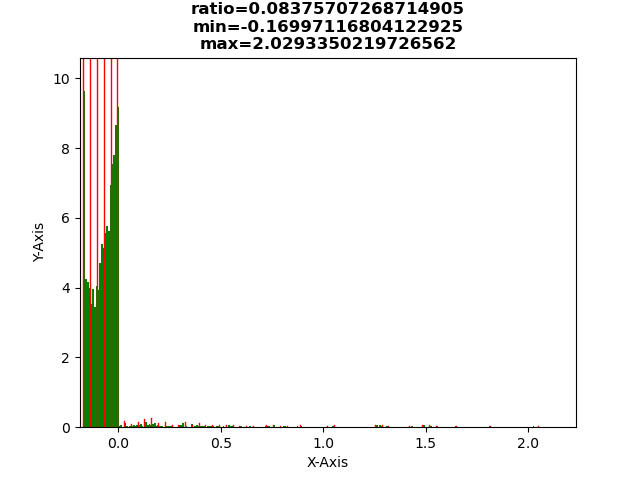 ratio=0.08375707268714905
min=-0.16997116804122925
max=2.0293350219726562
10
8
6
4
2
0
Y-Axis
0.0 0.5 1.0 1.5 2.0
X-Axis